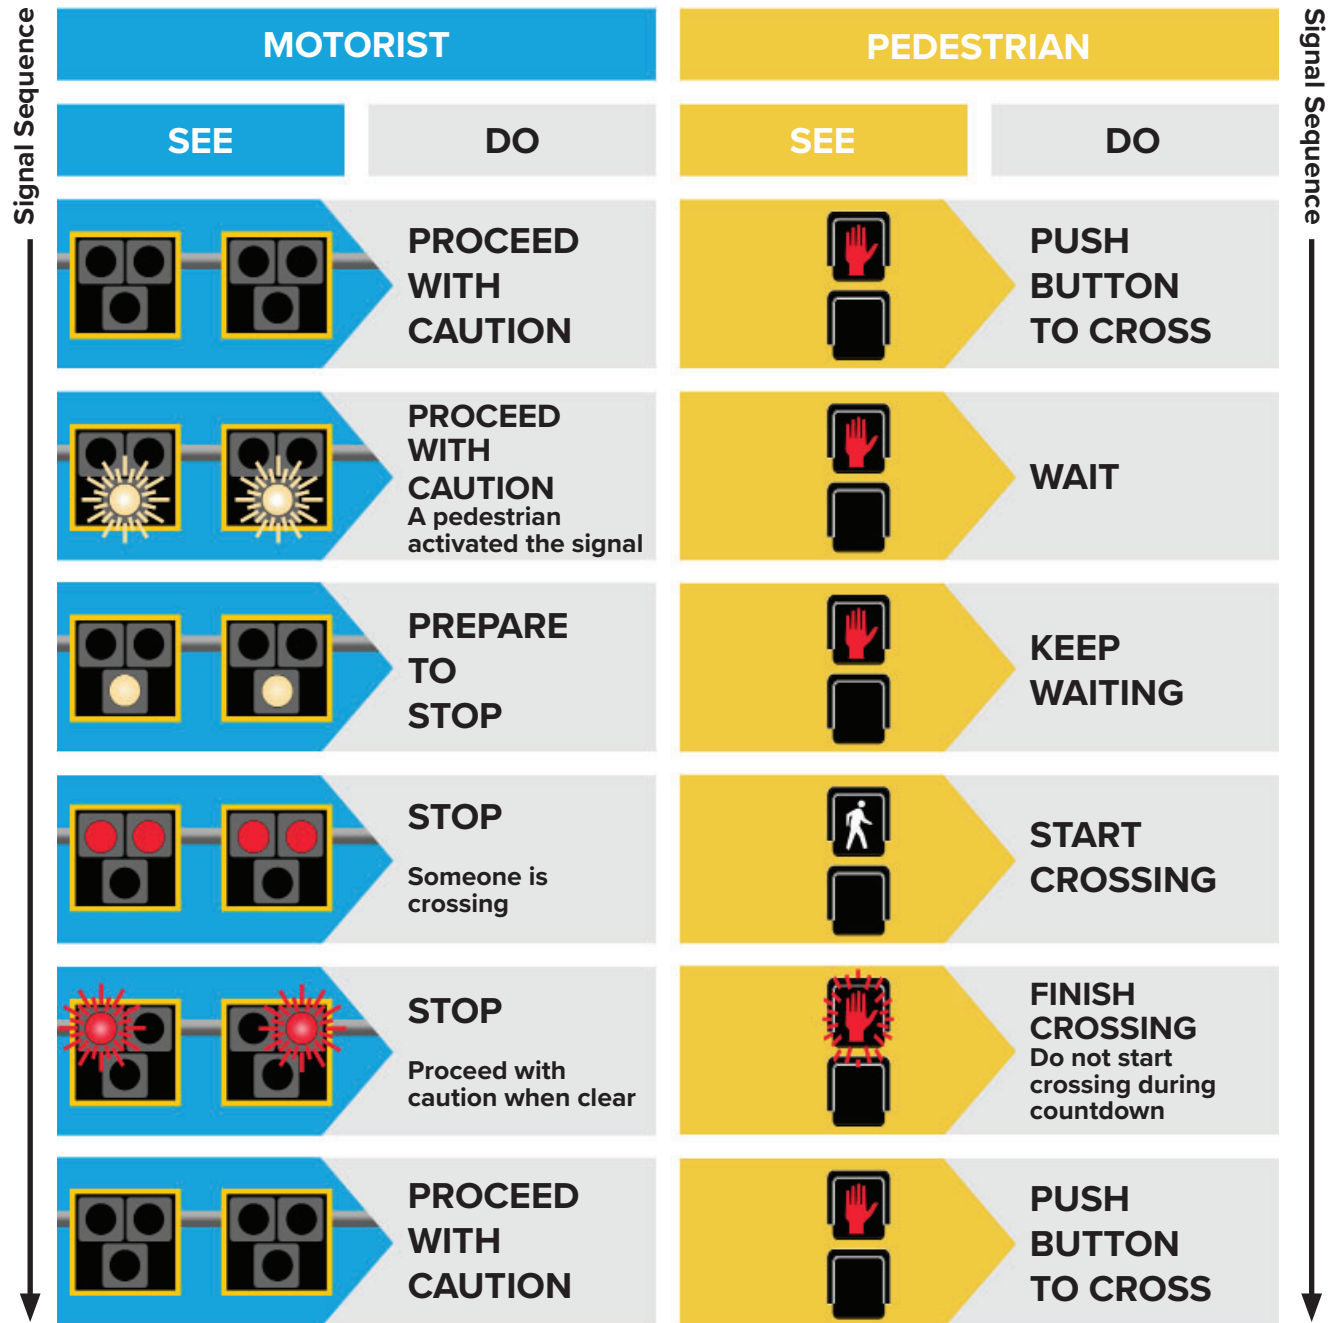 Signal Sequence
MOTORIST
PEDESTRIAN
Signal Sequence
SEE
DO
SEE
DO
PROCEED
WITH
CAUTION
PUSH
BUTTON
TO CROSS
PROCEED
WITH
CAUTION
A pedestrian
activated the signal
WAIT
PREPARE
TO
STOP
KEEP
WAITING
STOP
Someone is
crossing
START
CROSSING
STOP
Proceed with
caution when clear
FINISH
CROSSING
Do not start
crossing during
countdown
PROCEED
WITH
CAUTION
PUSH
BUTTON
TO CROSS